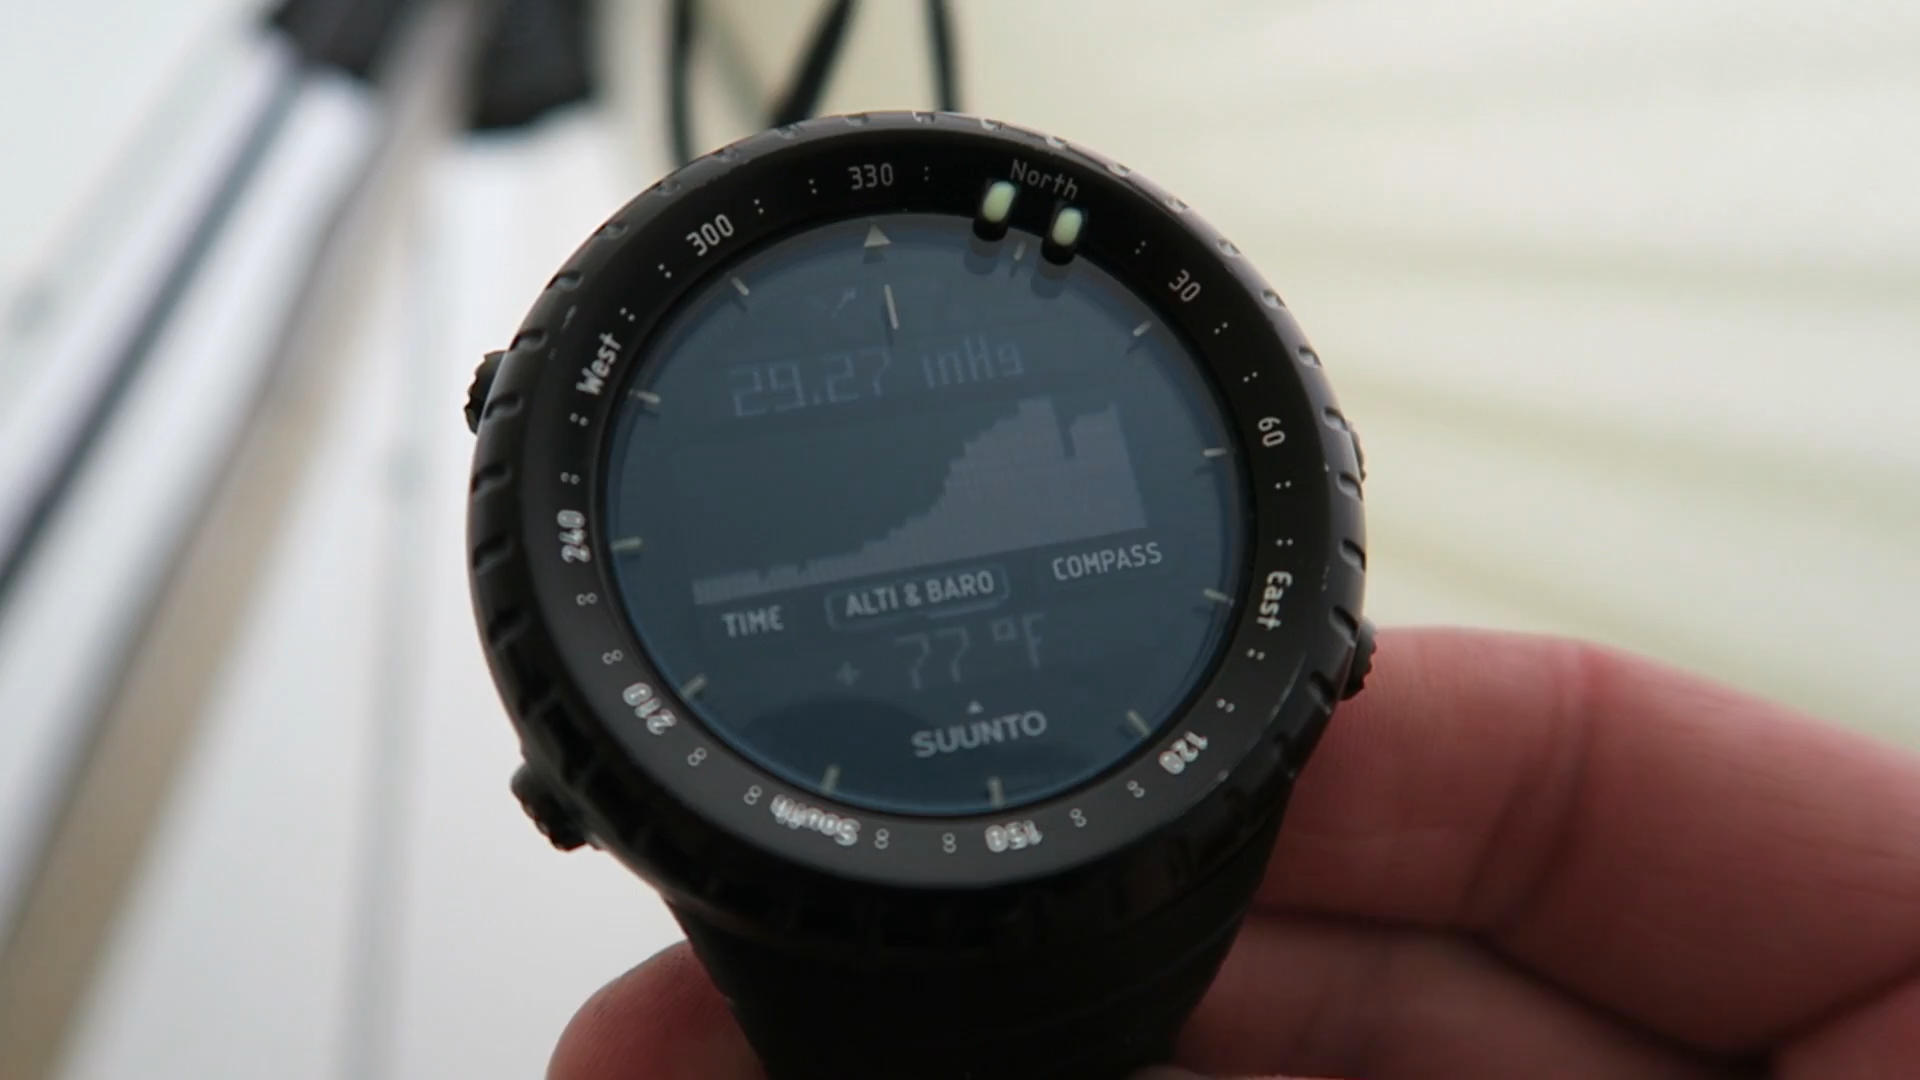 330
North
30
60
East
120
150
South
210
240
West
300
29.27 inHg
TIME
ALTI & BARO
COMPASS
+ 77 °F
SUUNTO